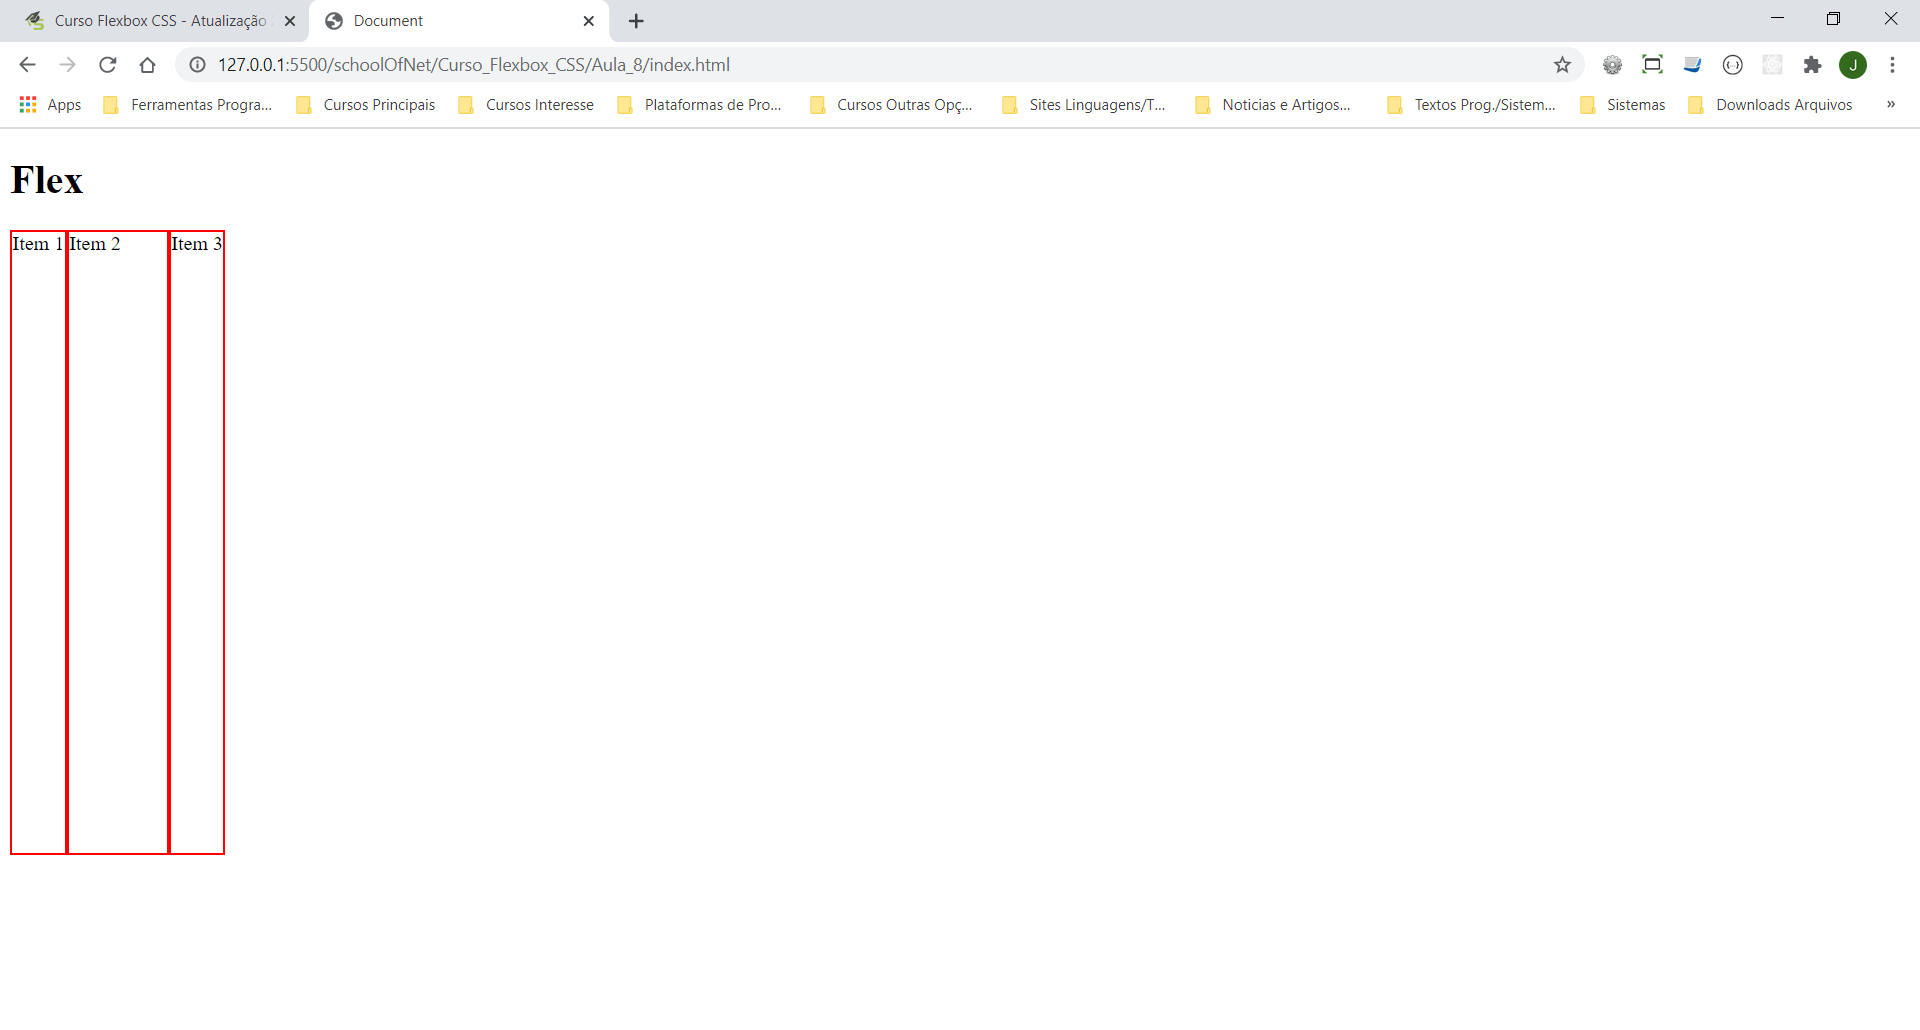 Curso Flexbox CSS - Atualização
Document
127.0.0.1:5500/schoolOfNet/Curso_Flexbox_CSS/Aula_8/index.html
J
Apps Ferramentas Progra... Cursos Principais Cursos Interesse Plataformas de Pro... Cursos Outras Opç... Sites Linguagens/T... Noticias e Artigos... Textos Prog./Sistem... Sistemas Downloads Arquivos »
Flex
Item 1 Item 2 Item 3